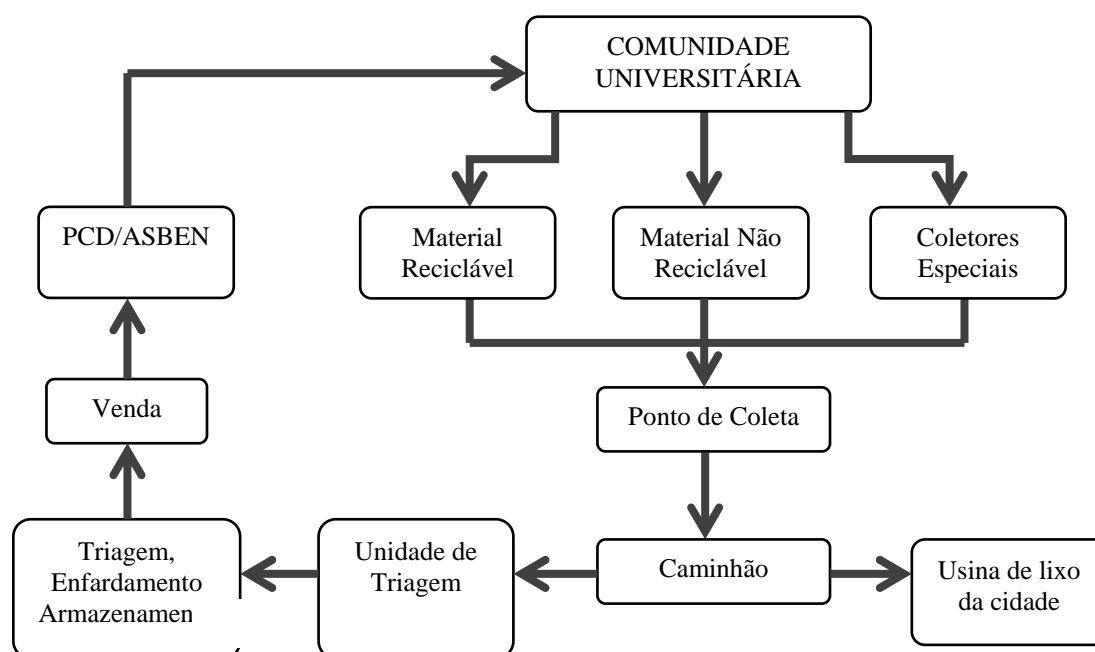 COMUNIDADE
UNIVERSITÁRIA
PCD/ASBEN
Material
Reciclável
Material Não
Reciclável
Coletores
Especiais
Venda
Ponto de Coleta
Triagem,
Enfardamento
Armazenamen
Unidade de
Triagem
Caminhão
Usina de lixo
da cidade